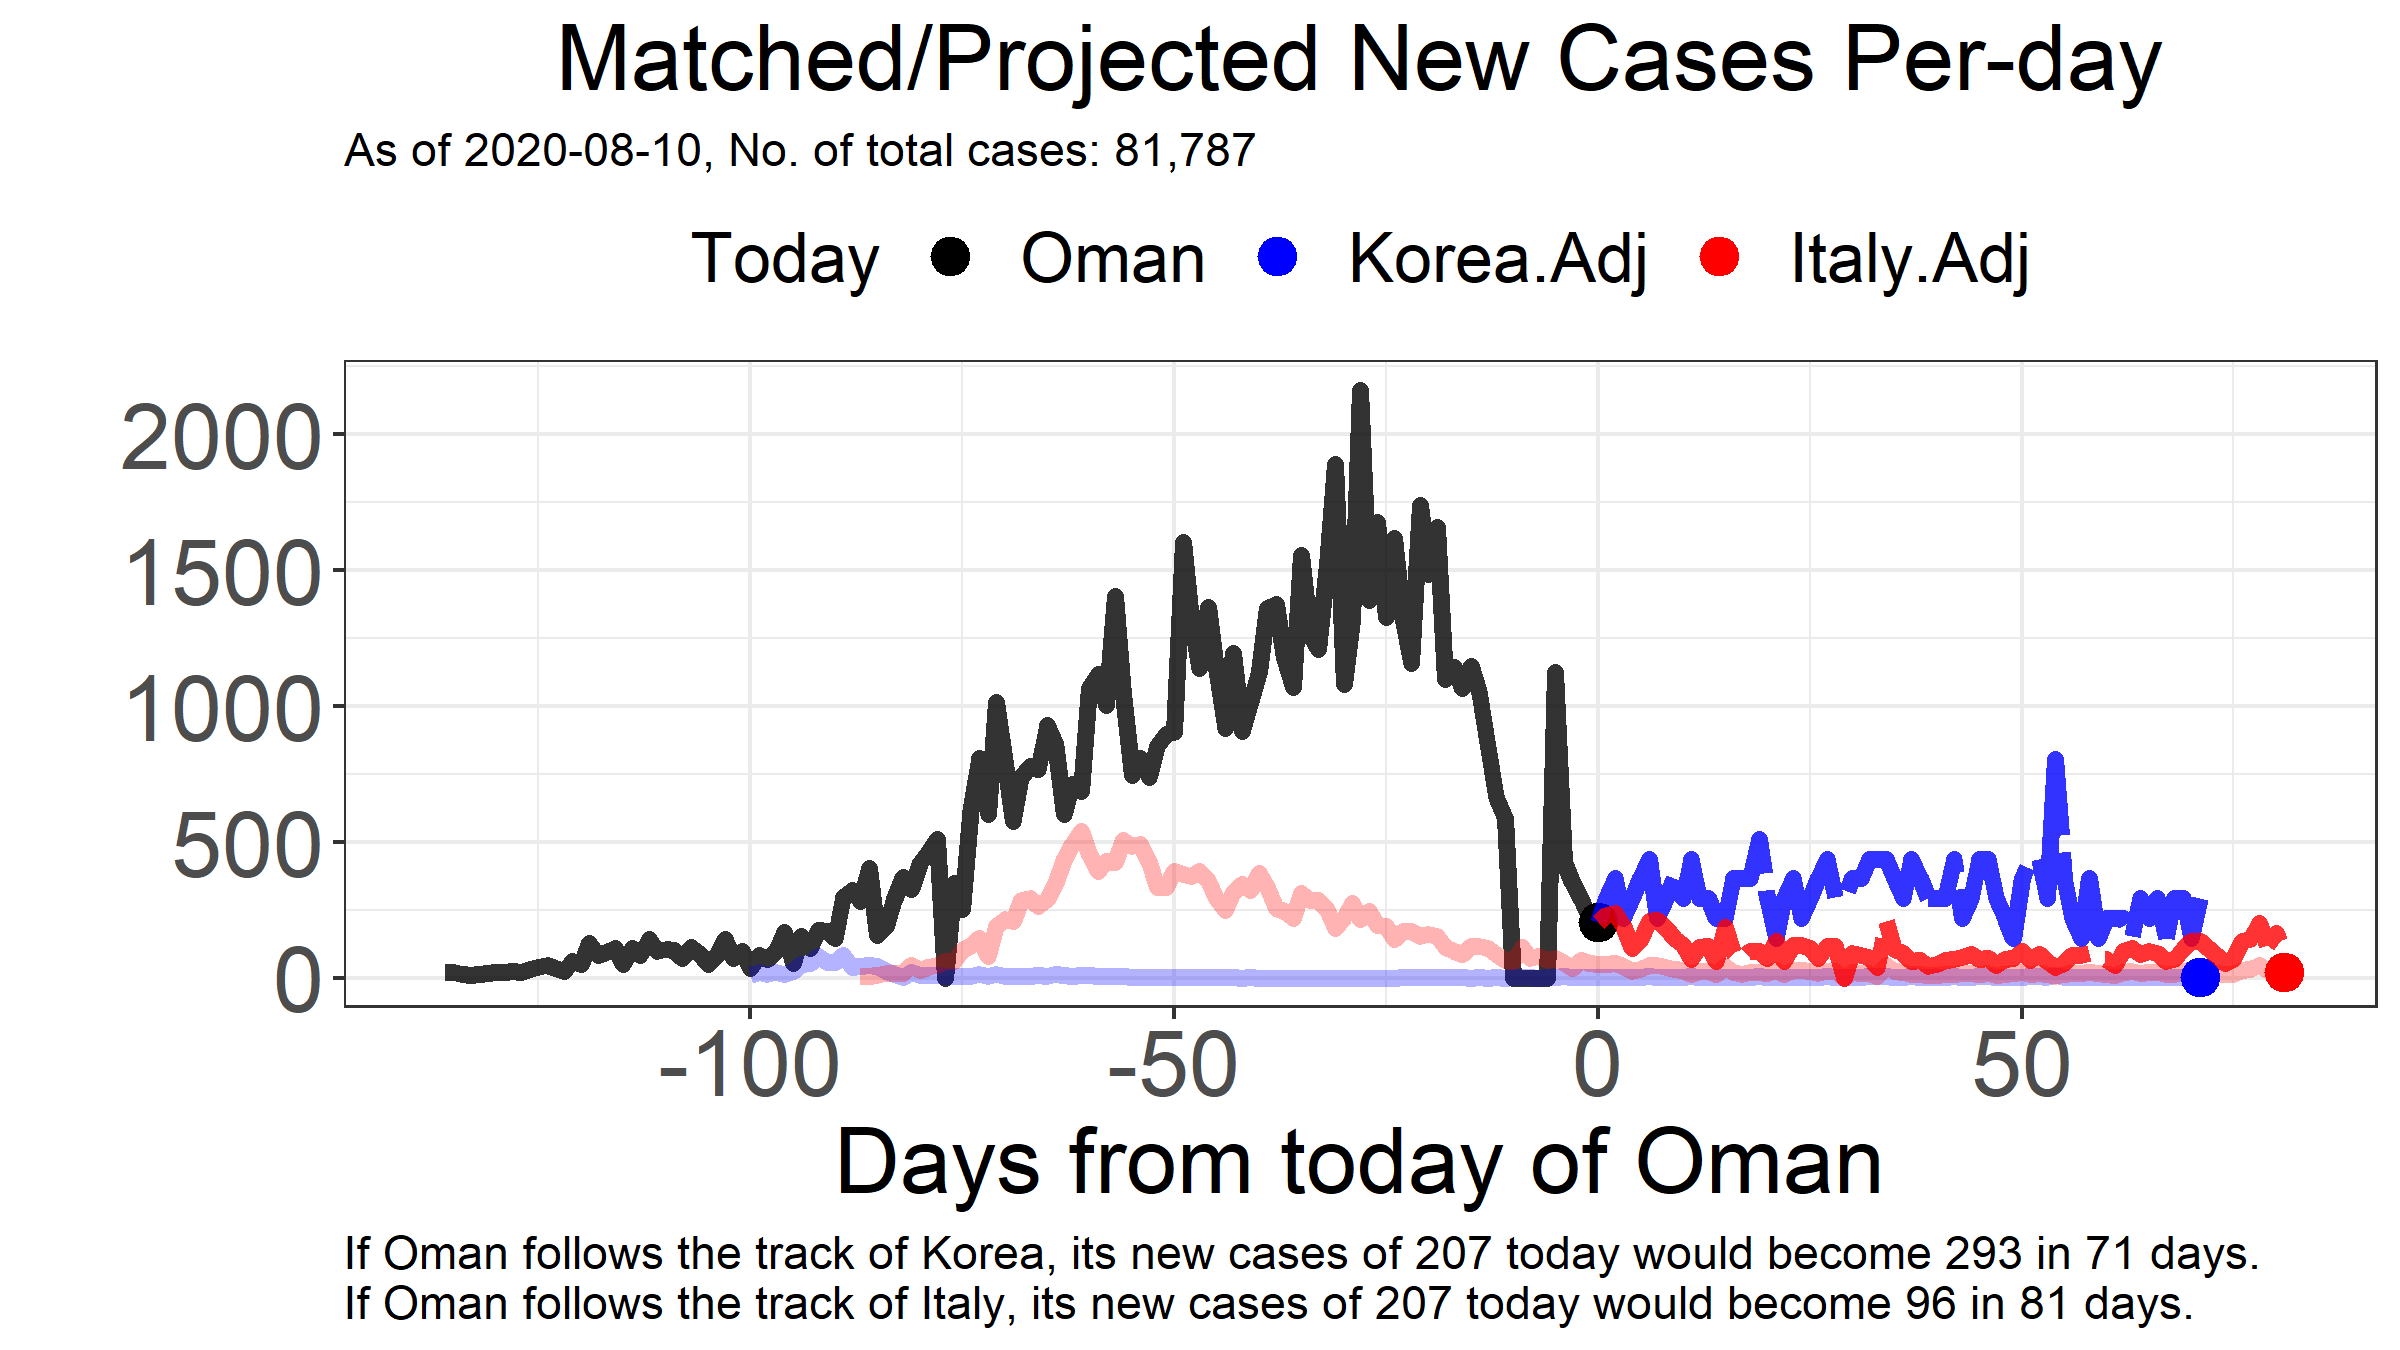 Matched/Projected New Cases Per-day
As of 2020-08-10, No. of total cases: 81,787
Today Oman Korea.Adj Italy.Adj
2000
1500
1000
500
0
-100 -50 0 50
Days from today of Oman
If Oman follows the track of Korea, its new cases of 207 today would become 293 in 71 days.
If Oman follows the track of Italy, its new cases of 207 today would become 96 in 81 days.